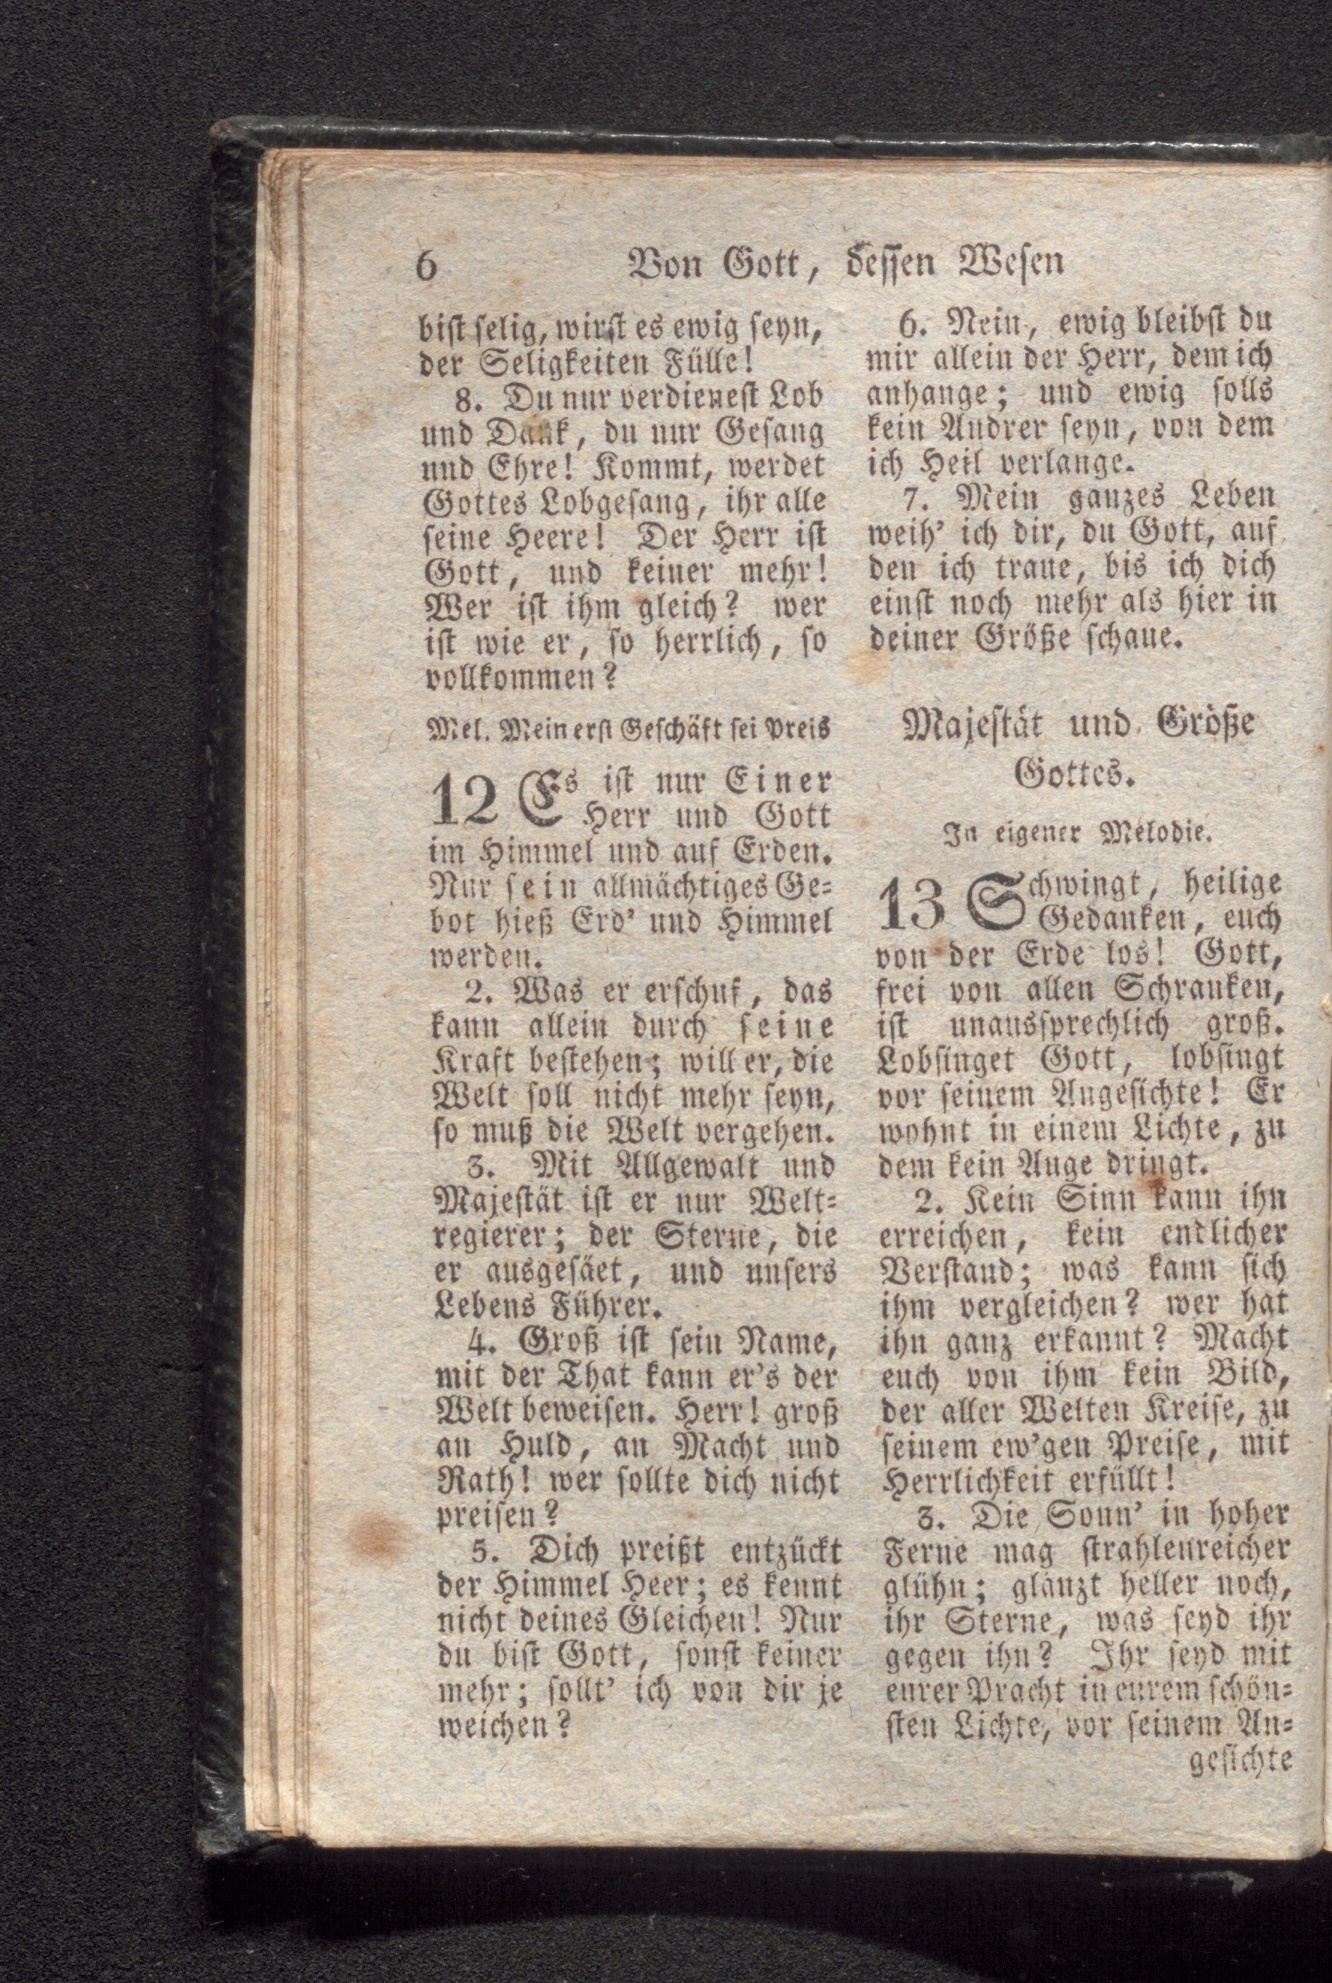 6 Von Gott, dessen Wesen
bist selig, wirst es ewig seyn,
der Seligkeiten Fülle!
8. Du nur verdienest Lob
und Dank, du nur Gesang
und Ehre! Kommt, werdet
Gottes Lobgesang, ihr alle
seine Heere! Der Herr ist
Gott, und keiner mehr!
Wer ist ihm gleich? wer
ist wie er, so herrlich, so
vollkommen?
Mel. Mein erst Geschäft sei Preis
12 Es ist nur Einer
Herr und Gott
im Himmel und auf Erden.
Nur sein allmächtiges Ge-
bot hieß Erd' und Himmel
werden.
2. Was er erschuf, das
kann allein durch seine
Kraft bestehen; will er, die
Welt soll nicht mehr seyn,
so muß die Welt vergehen.
3. Mit Allgewalt und
Majestät ist er nur Welt-
regierer; der Sterne, die
er ausgesäet, und unsers
Lebens Führer.
4. Groß ist sein Name,
mit der That kann er's der
Welt beweisen. Herr! groß
an Huld, an Macht und
Rath! wer sollte dich nicht
preisen?
5. Dich preißt entzückt
der Himmel Heer; es kennt
nicht deines Gleichen! Nur
du bist Gott, sonst keiner
mehr; sollt' ich von dir je
weichen?
6. Nein, ewig bleibst du
mir allein der Herr, dem ich
anhange; und ewig solls
kein Andrer seyn, von dem
ich Heil verlange.
7. Mein ganzes Leben
weih' ich dir, du Gott, auf
den ich traue, bis ich dich
einst noch mehr als hier in
deiner Größe schaue.
Majestät und Größe
Gottes.
In eigener Melodie.
13 Schwingt, heilige
Gedanken, euch
von der Erde los! Gott,
frei von allen Schranken,
ist unaussprechlich groß.
Lobsinget Gott, lobsingt
vor seinem Angesichte! Er
wohnt in einem Lichte, zu
dem kein Auge dringt.
2. Kein Sinn kann ihn
erreichen, kein endlicher
Verstand; was kann sich
ihm vergleichen? wer hat
ihn ganz erkannt? Macht
euch von ihm kein Bild,
der aller Welten Kreise, zu
seinem ew'gen Preise, mit
Herrlichkeit erfüllt!
3. Die Sonn' in hoher
Ferne mag strahlenreicher
glühn; glänzt heller noch,
ihr Sterne, was seyd ihr
gegen ihn? Ihr seyd mit
eurer Pracht in eurem schön-
sten Lichte, vor seinem An-
gesichte